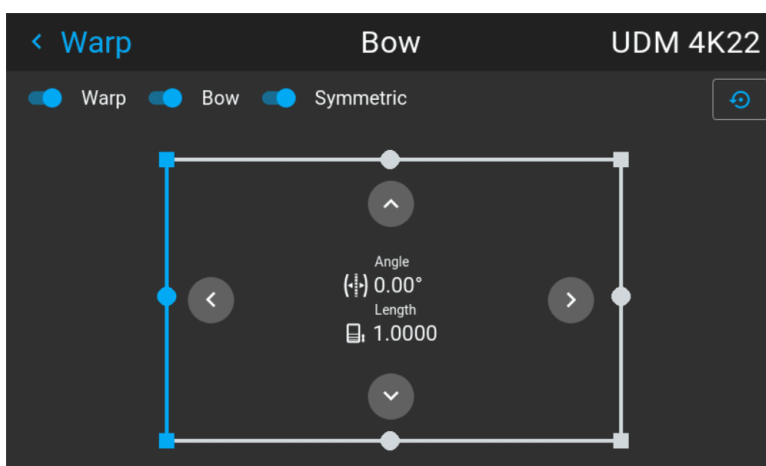 Warp Bow UDM 4K22
Warp Bow Symmetric
Angle
0.00°
Length
1.0000